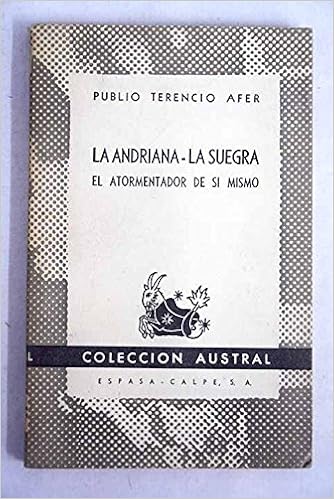 PUBLIO TERENCIO AFER
LA ANDRIANA - LA SUEGRA
EL ATORMENTADOR DE SI MISMO
L
COLECCION AUSTRAL
ESPASA - CALPE, S. A.